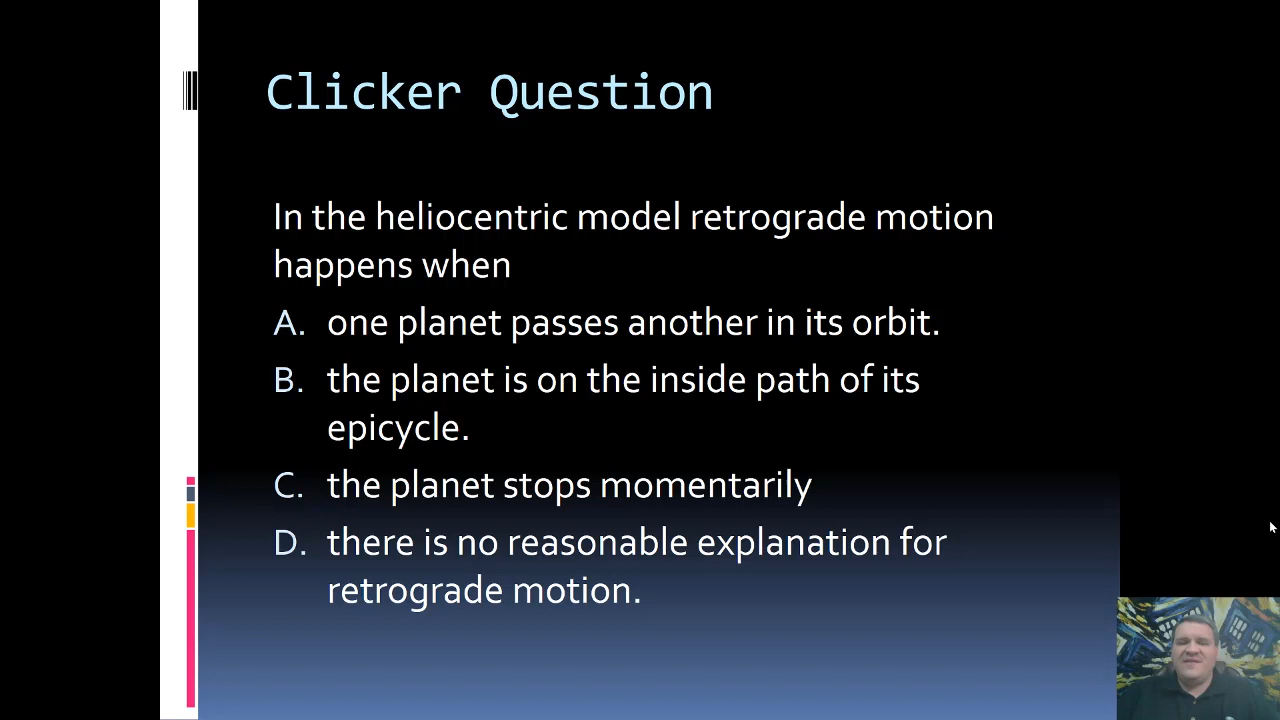 Clicker Question
In the heliocentric model retrograde motion
happens when
A. one planet passes another in its orbit.
B. the planet is on the inside path of its
epicycle.
C. the planet stops momentarily
D. there is no reasonable explanation for
retrograde motion.